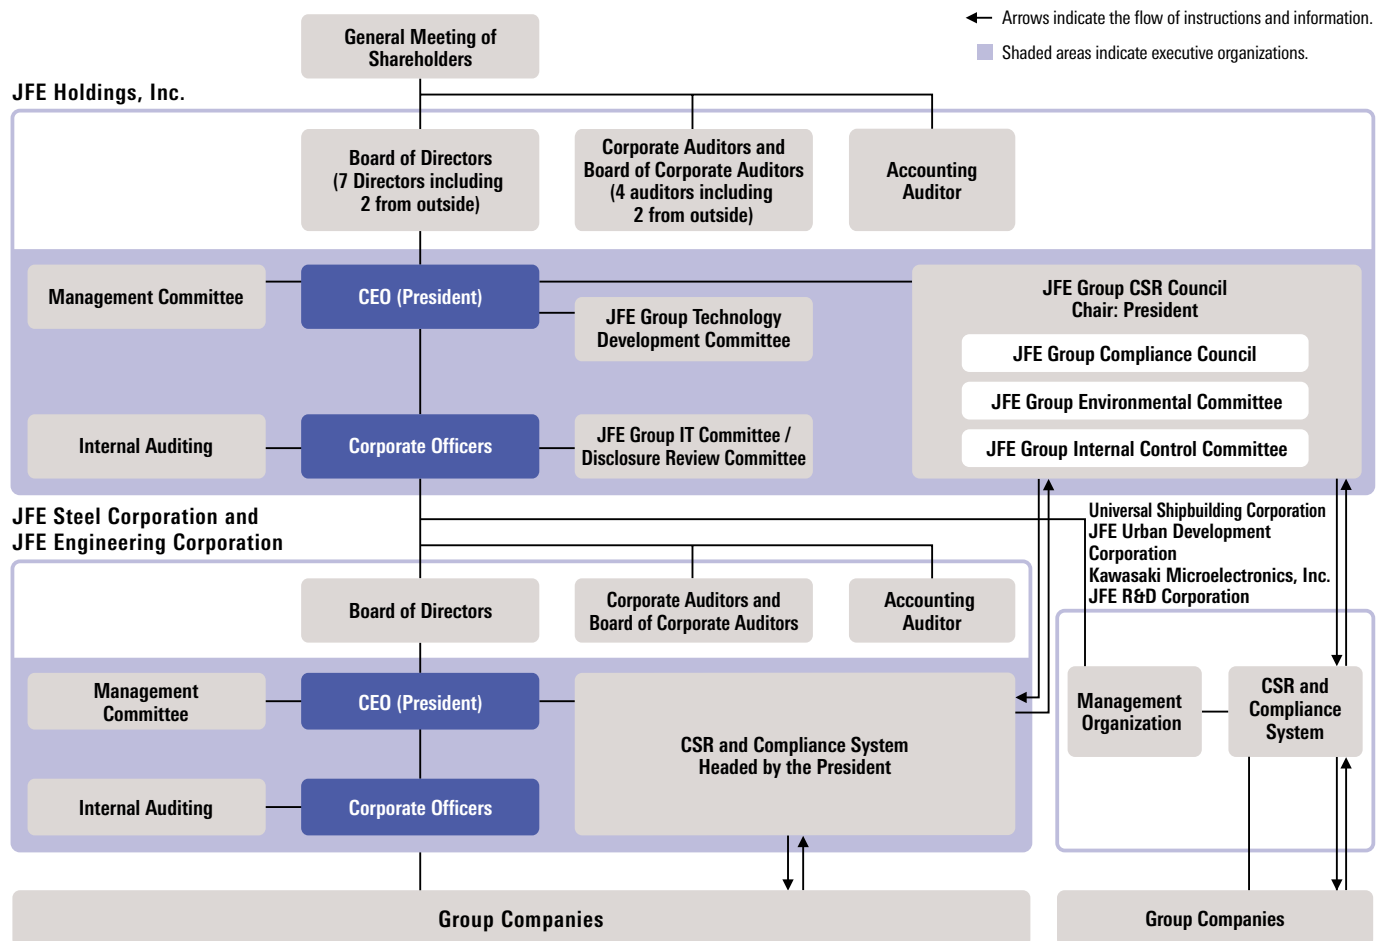 Arrows indicate the flow of instructions and information.
Shaded areas indicate executive organizations.
General Meeting of
Shareholders
JFE Holdings, Inc.
Board of Directors
(7 Directors including
2 from outside)
Corporate Auditors and
Board of Corporate Auditors
(4 auditors including
2 from outside)
Accounting
Auditor
Management Committee
CEO (President)
JFE Group Technology
Development Committee
JFE Group CSR Council
Chair: President
JFE Group Compliance Council
JFE Group Environmental Committee
JFE Group Internal Control Committee
Internal Auditing
Corporate Officers
JFE Group IT Committee /
Disclosure Review Committee
JFE Steel Corporation and
JFE Engineering Corporation
Universal Shipbuilding Corporation
JFE Urban Development
Corporation
Kawasaki Microelectronics, Inc.
JFE R&D Corporation
Board of Directors
Corporate Auditors and
Board of Corporate Auditors
Accounting
Auditor
Management
Committee
CEO (President)
CSR and Compliance System
Headed by the President
Management
Organization
CSR and
Compliance
System
Internal Auditing
Corporate Officers
Group Companies
Group Companies